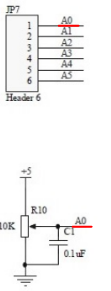 JP7
1 A0
2 A1
3 A2
4 A3
5 A4
6 A5
Header 6
+5
R10
10K
A0
C1
0.1uF